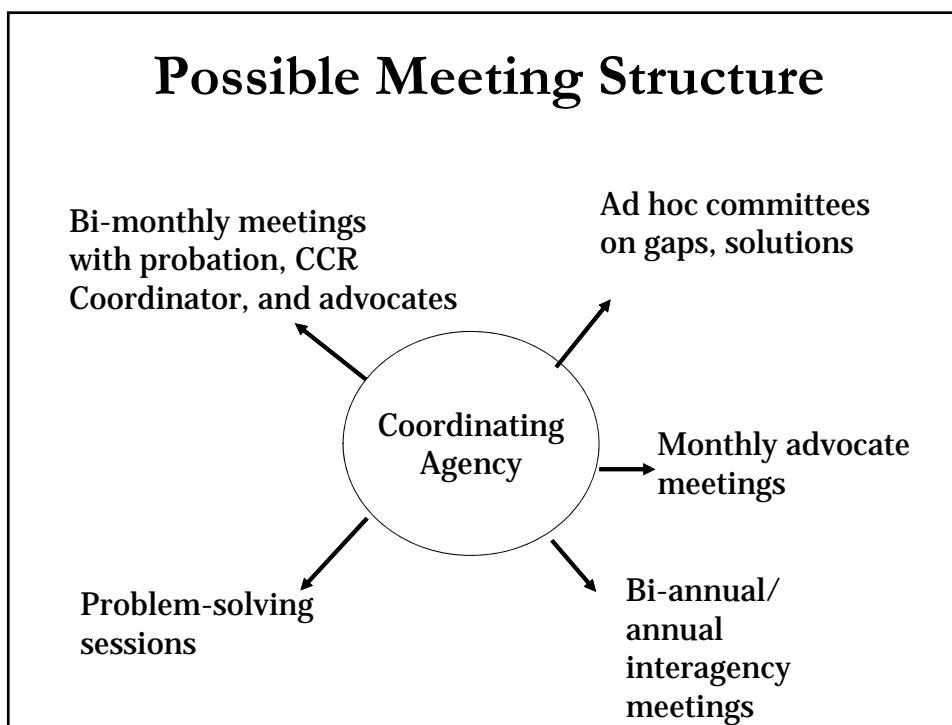 Possible Meeting Structure
Bi-monthly meetings
with probation, CCR
Coordinator, and advocates
Ad hoc committees
on gaps, solutions
Coordinating
Agency
Monthly advocate
meetings
Problem-solving
sessions
Bi-annual/
annual
interagency
meetings